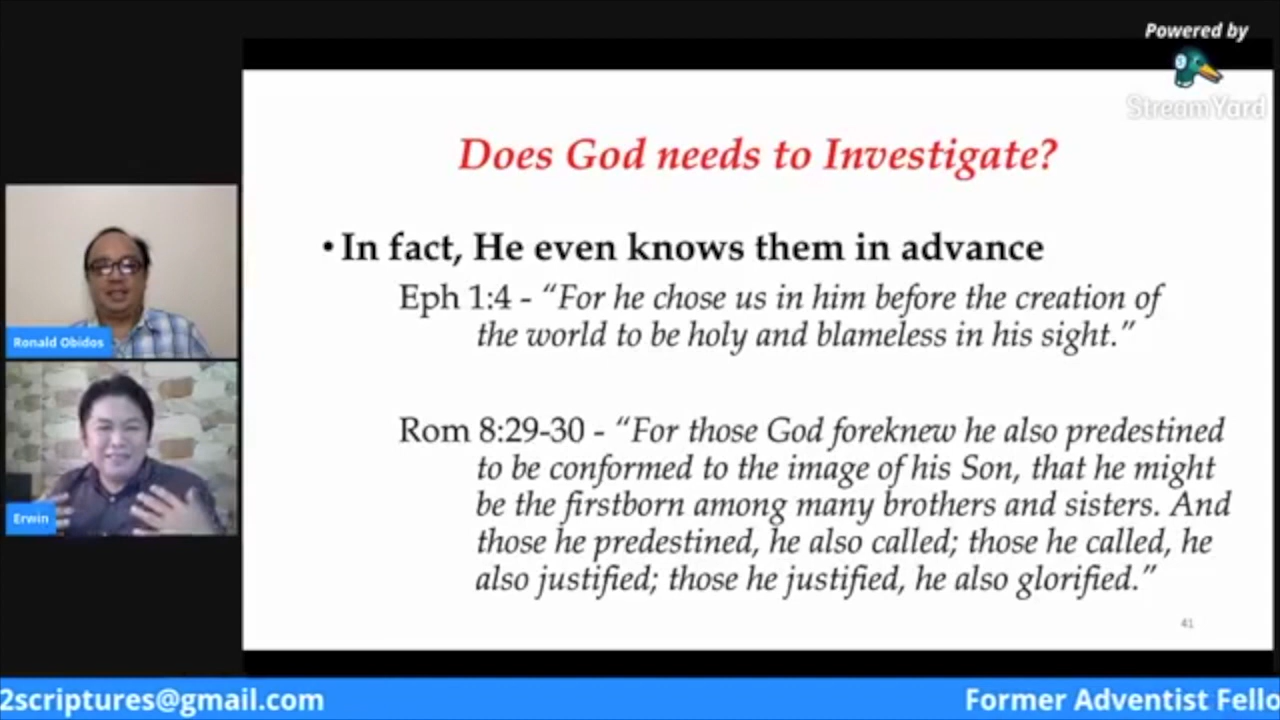 Powered by
StreamYard
Does God needs to Investigate?
• In fact, He even knows them in advance
Eph 1:4 - “For he chose us in him before the creation of
the world to be holy and blameless in his sight.”
Rom 8:29-30 - “For those God foreknew he also predestined
to be conformed to the image of his Son, that he might
be the firstborn among many brothers and sisters. And
those he predestined, he also called; those he called, he
also justified; those he justified, he also glorified.”
41
Ronald Obidos
Erwin
2scriptures@gmail.com
Former Adventist Fello